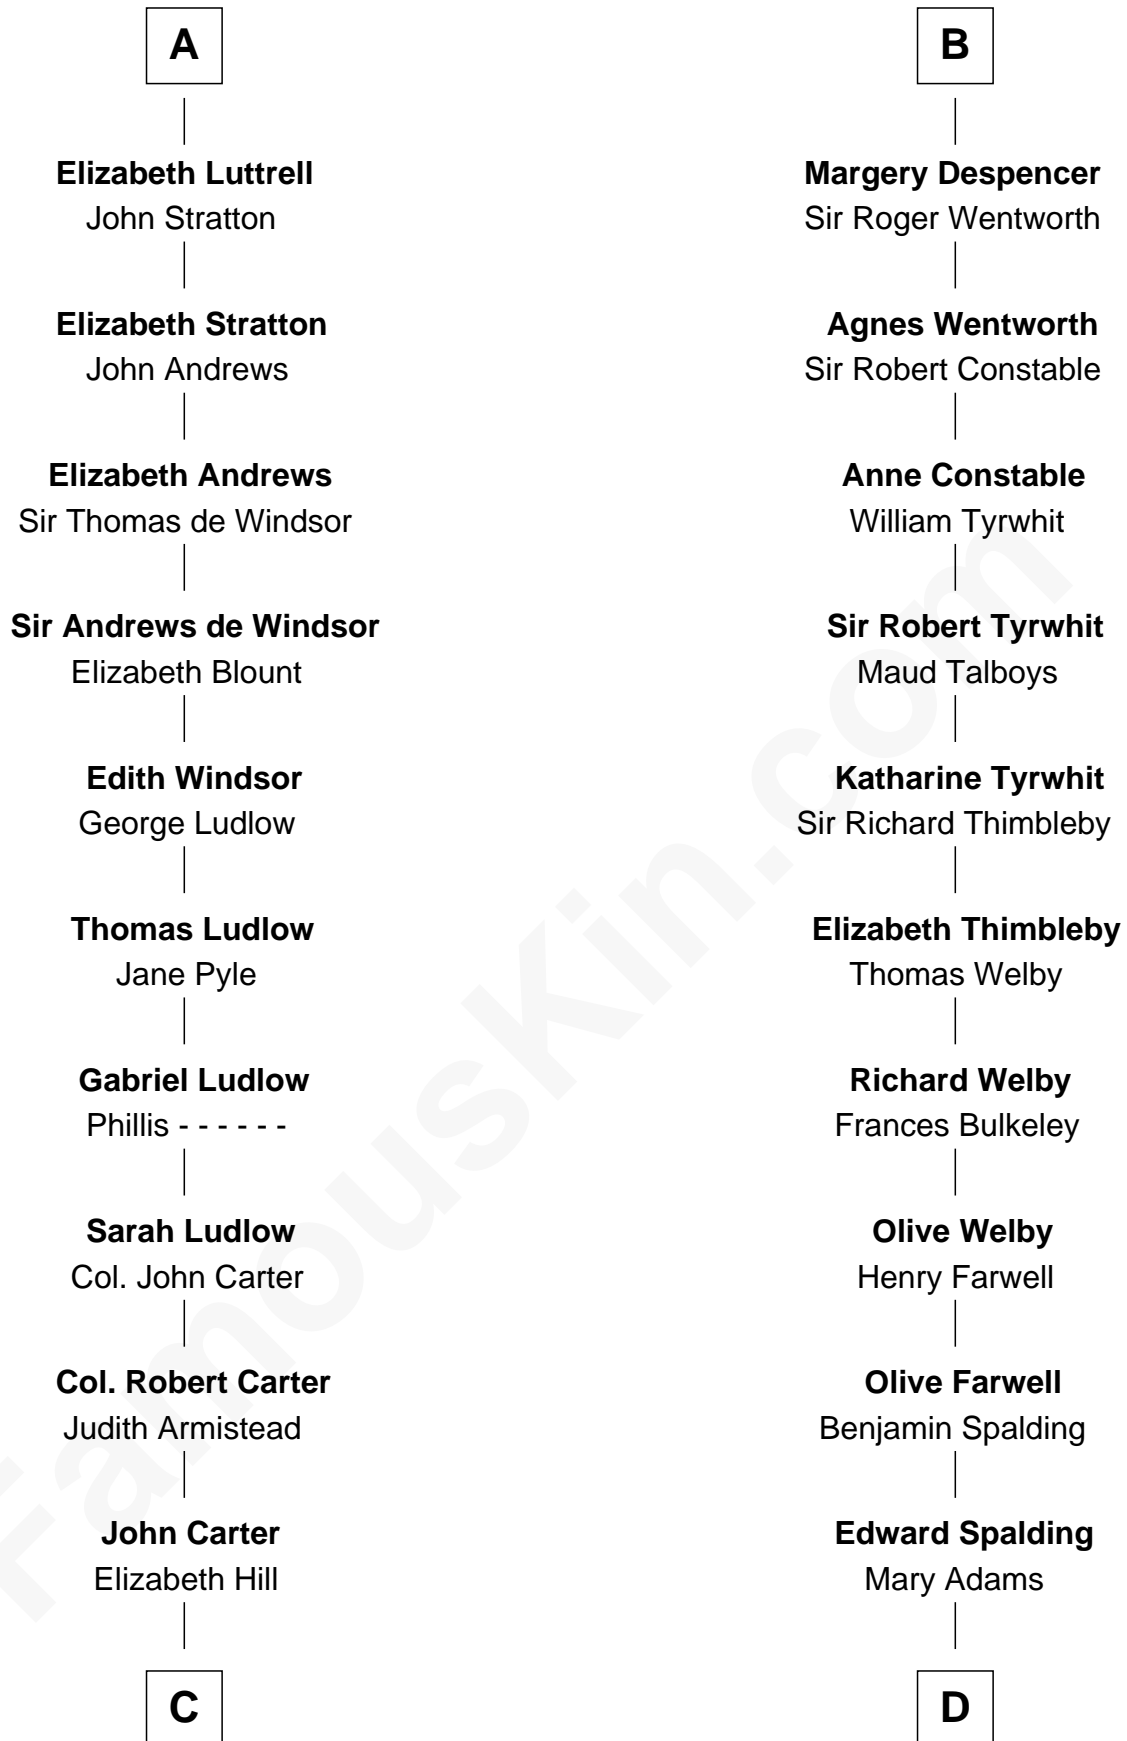 A
Elizabeth Luttrell
John Stratton
Elizabeth Stratton
John Andrews
Elizabeth Andrews
Sir Thomas de Windsor
Sir Andrews de Windsor
Elizabeth Blount
Edith Windsor
George Ludlow
Thomas Ludlow
Jane Pyle
Gabriel Ludlow
Phillis - - - - - -
Sarah Ludlow
Col. John Carter
Col. Robert Carter
Judith Armistead
John Carter
Elizabeth Hill
C
B
Margery Despencer
Sir Roger Wentworth
Agnes Wentworth
Sir Robert Constable
Anne Constable
William Tyrwhit
Sir Robert Tyrwhit
Maud Talboys
Katharine Tyrwhit
Sir Richard Thimbleby
Elizabeth Thimbleby
Thomas Welby
Richard Welby
Frances Bulkeley
Olive Welby
Henry Farwell
Olive Farwell
Benjamin Spalding
Edward Spalding
Mary Adams
D
FamousKin.com